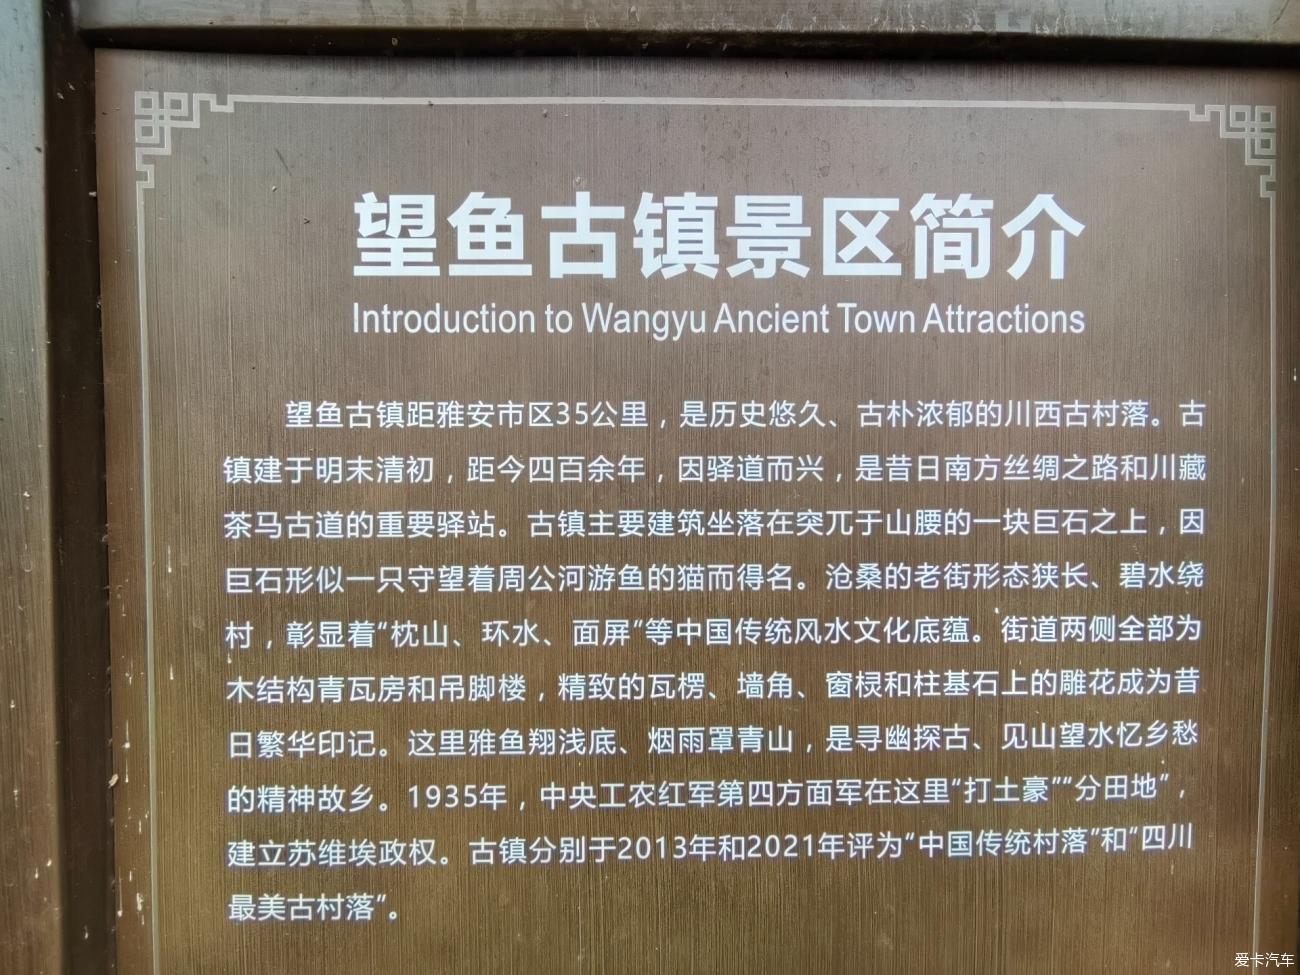 望鱼古镇景区简介
Introduction to Wangyu Ancient Town Attractions
望鱼古镇距雅安市区35公里，是历史悠久、古朴浓郁的川西古村落。古
镇建于明末清初，距今四百余年，因驿道而兴，是昔日南方丝绸之路和川藏
茶马古道的重要驿站。古镇主要建筑坐落在突兀于山腰的一块巨石之上，因
巨石形似一只守望着周公河游鱼的猫而得名。沧桑的老街形态狭长、碧水绕
村，彰显着“枕山、环水、面屏”等中国传统风水文化底蕴。街道两侧全部为
木结构青瓦房和吊脚楼，精致的瓦楞、墙角、窗棂和柱基石上的雕花成为昔
日繁华印记。这里雅鱼翔浅底、烟雨罩青山，是寻幽探古、见山望水忆乡愁
的精神故乡。1935年，中央工农红军第四方面军在这里“打土豪”“分田地”，
建立苏维埃政权。古镇分别于2013年和2021年评为“中国传统村落”和“四川
最美古村落”。
爱卡汽车